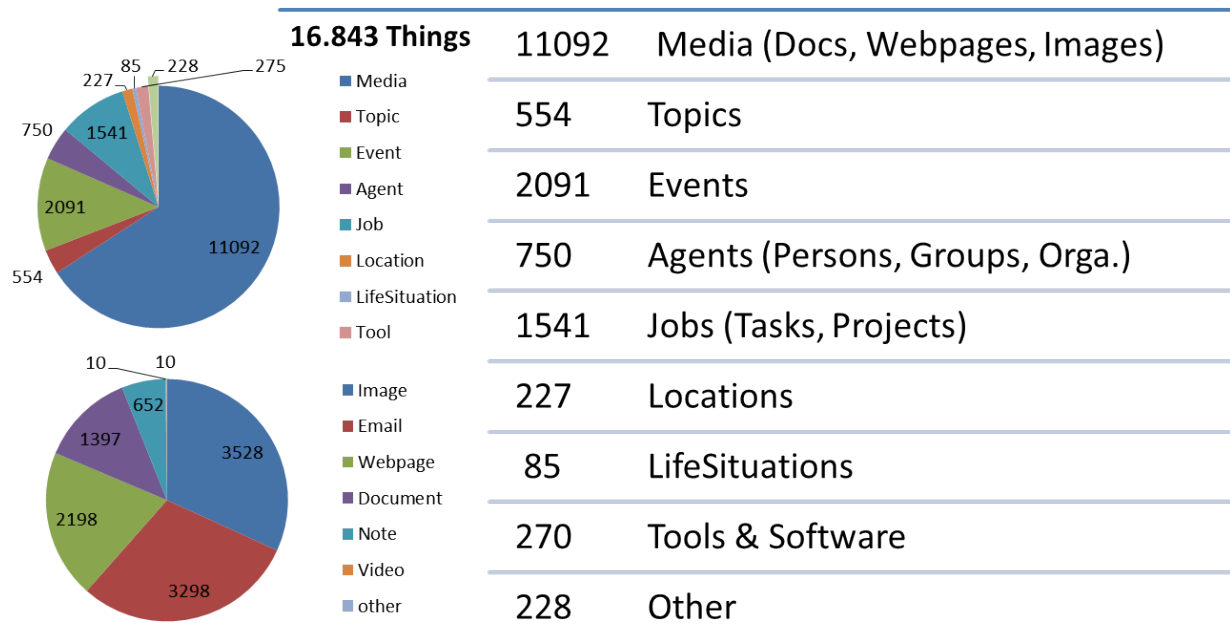 16.843 Things
85
228
275
227
750
1541
2091
11092
554
Media
Topic
Event
Agent
Job
Location
LifeSituation
Tool
10
10
652
1397
3528
2198
3298
Image
Email
Webpage
Document
Note
Video
other
11092 Media (Docs, Webpages, Images)
554 Topics
2091 Events
750 Agents (Persons, Groups, Orga.)
1541 Jobs (Tasks, Projects)
227 Locations
85 LifeSituations
270 Tools & Software
228 Other